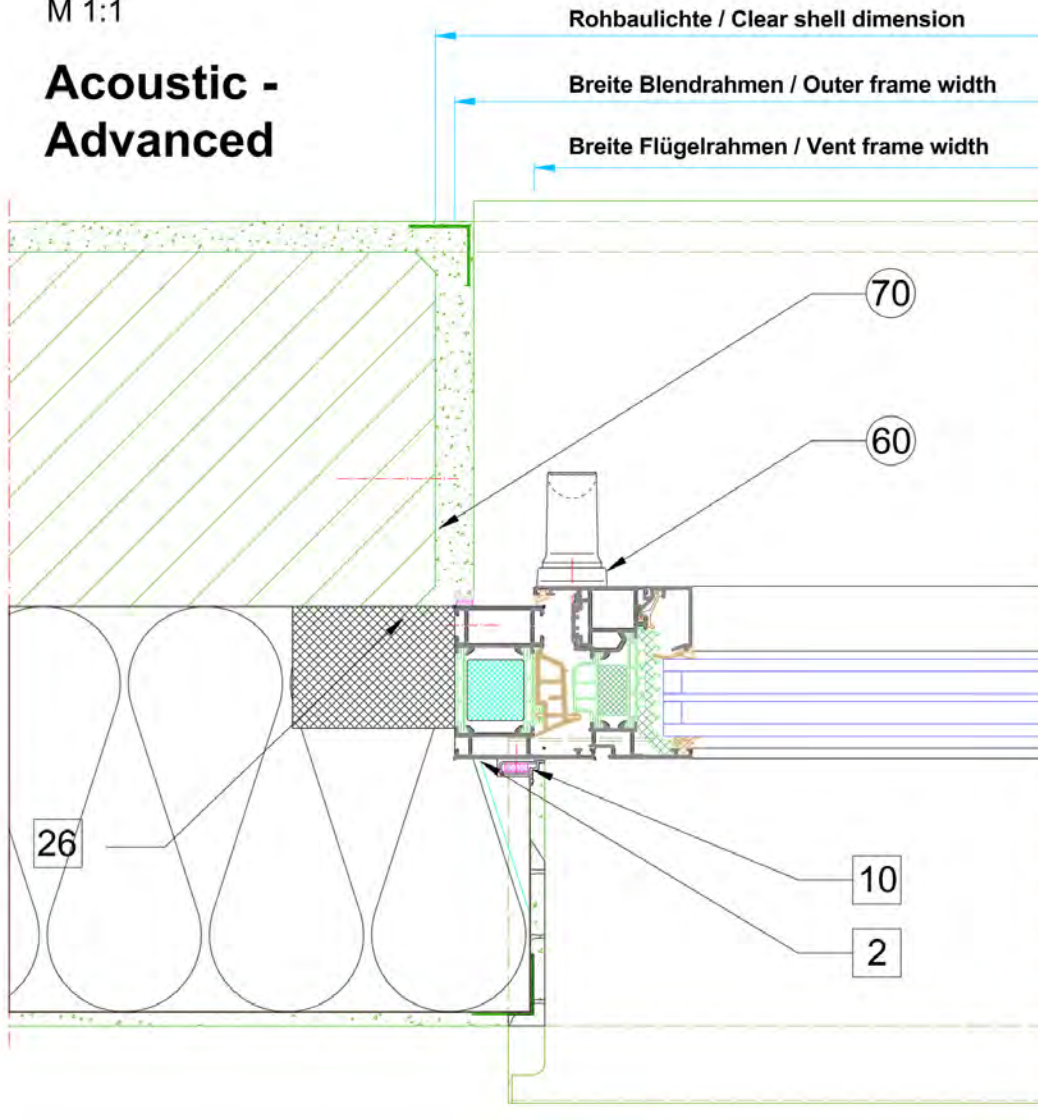 M 1:1
Acoustic -
Advanced
Rohbaulichte / Clear shell dimension
Breite Blendrahmen / Outer frame width
Breite Flügelrahmen / Vent frame width
70
60
26
10
2